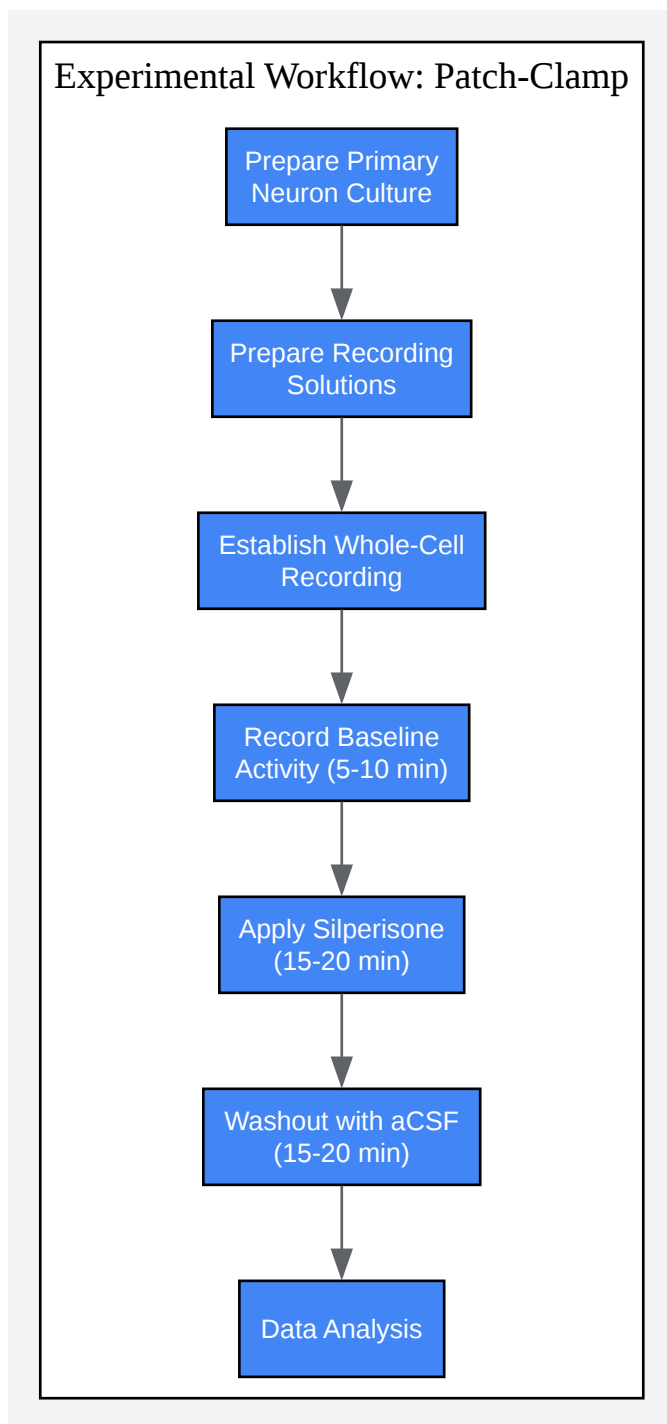 Experimental Workflow: Patch-Clamp
Prepare Primary
Neuron Culture
Prepare Recording
Solutions
Establish Whole-Cell
Recording
Record Baseline
Activity (5-10 min)
Apply Silperisone
(15-20 min)
Washout with aCSF
(15-20 min)
Data Analysis